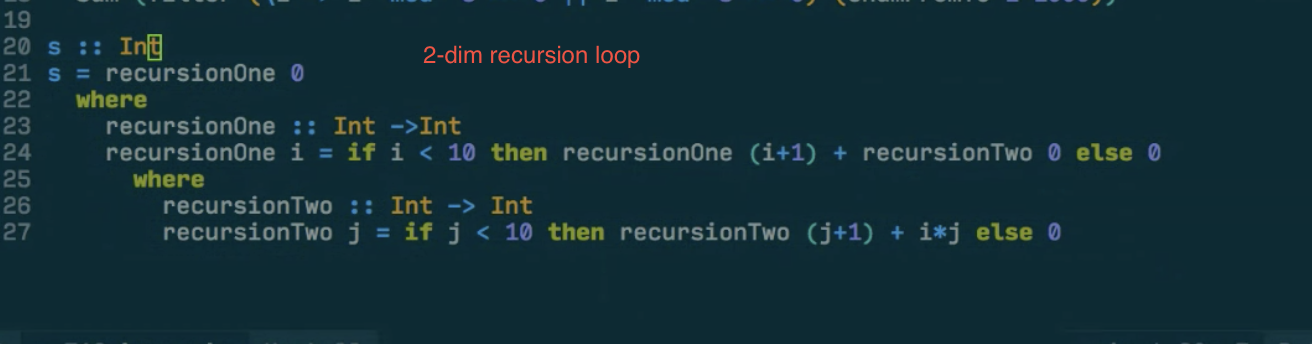 19
20 s :: Int
2-dim recursion loop
21 s = recursionOne 0
22 where
23 recursionOne :: Int ->Int
24 recursionOne i = if i < 10 then recursionOne (i+1) + recursionTwo 0 else 0
25 where
26 recursionTwo :: Int -> Int
27 recursionTwo j = if j < 10 then recursionTwo (j+1) + i*j else 0